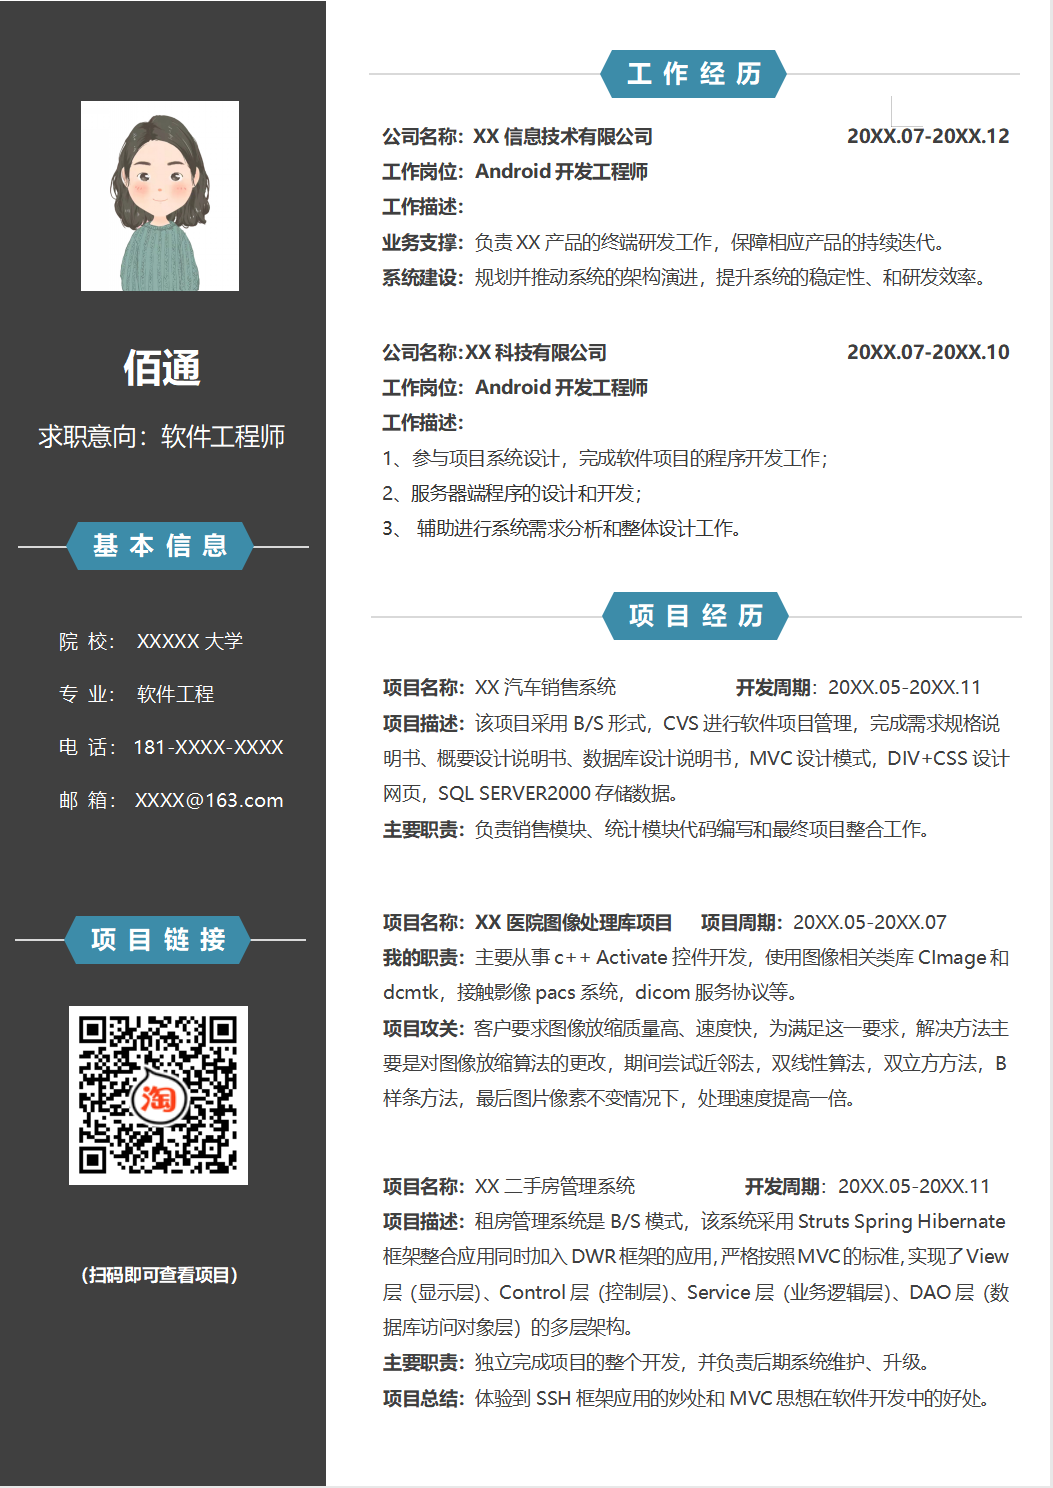 佰通
求职意向：软件工程师
基本信息
院 校： XXXXX 大学
专 业： 软件工程
电 话： 181-XXXX-XXXX
邮 箱： XXXX@163.com
项目链接
淘
（扫码即可查看项目）
工作经历
公司名称：XX 信息技术有限公司 20XX.07-20XX.12
工作岗位：Android 开发工程师
工作描述：
业务支撑：负责 XX 产品的终端研发工作，保障相应产品的持续迭代。
系统建设：规划并推动系统的架构演进，提升系统的稳定性、和研发效率。
公司名称:XX 科技有限公司 20XX.07-20XX.10
工作岗位：Android 开发工程师
工作描述：
1、参与项目系统设计，完成软件项目的程序开发工作；
2、服务器端程序的设计和开发；
3、 辅助进行系统需求分析和整体设计工作。
项目经历
项目名称：XX 汽车销售系统 开发周期：20XX.05-20XX.11
项目描述：该项目采用 B/S 形式，CVS 进行软件项目管理，完成需求规格说
明书、概要设计说明书、数据库设计说明书，MVC 设计模式，DIV+CSS 设计
网页，SQL SERVER2000 存储数据。
主要职责：负责销售模块、统计模块代码编写和最终项目整合工作。
项目名称：XX 医院图像处理库项目 项目周期：20XX.05-20XX.07
我的职责：主要从事 c++ Activate 控件开发，使用图像相关类库 CImage 和
dcmtk，接触影像 pacs 系统，dicom 服务协议等。
项目攻关：客户要求图像放缩质量高、速度快，为满足这一要求，解决方法主
要是对图像放缩算法的更改，期间尝试近邻法，双线性算法，双立方方法，B
样条方法，最后图片像素不变情况下，处理速度提高一倍。
项目名称：XX 二手房管理系统 开发周期：20XX.05-20XX.11
项目描述：租房管理系统是 B/S 模式，该系统采用 Struts Spring Hibernate
框架整合应用同时加入 DWR 框架的应用，严格按照 MVC 的标准，实现了 View
层（显示层）、Control 层（控制层）、Service 层（业务逻辑层）、DAO 层（数
据库访问对象层）的多层架构。
主要职责：独立完成项目的整个开发，并负责后期系统维护、升级。
项目总结：体验到 SSH 框架应用的妙处和 MVC 思想在软件开发中的好处。